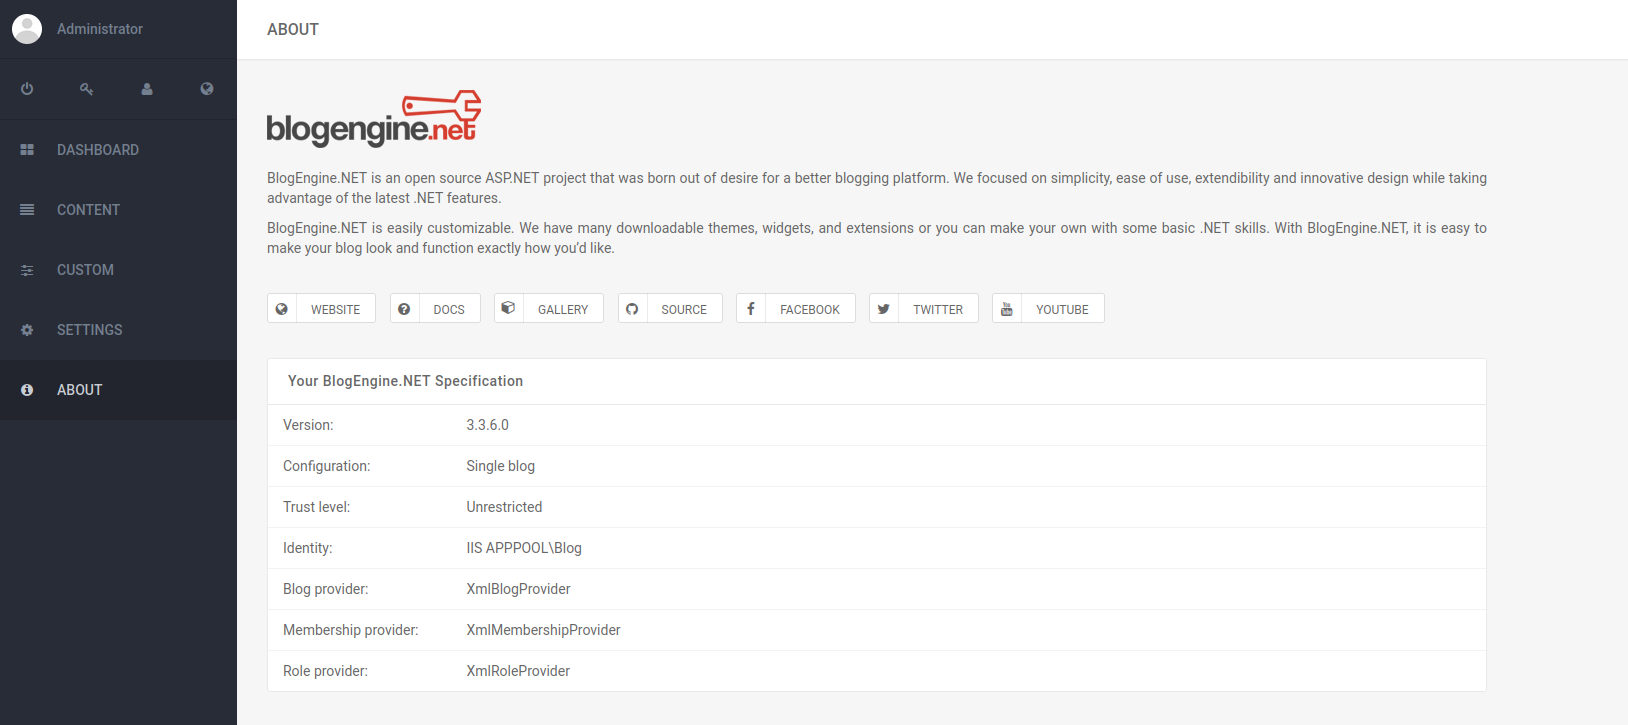 Administrator
ABOUT
DASHBOARD
CONTENT
CUSTOM
SETTINGS
ABOUT
blogengine.net
BlogEngine.NET is an open source ASP.NET project that was born out of desire for a better blogging platform. We focused on simplicity, ease of use, extendibility and innovative design while taking
advantage of the latest .NET features.
BlogEngine.NET is easily customizable. We have many downloadable themes, widgets, and extensions or you can make your own with some basic .NET skills. With BlogEngine.NET, it is easy to
make your blog look and function exactly how you'd like.
WEBSITE DOCS GALLERY SOURCE FACEBOOK TWITTER YOUTUBE
Your BlogEngine.NET Specification
Version: 3.3.6.0
Configuration: Single blog
Trust level: Unrestricted
Identity: IIS APPPOOL\Blog
Blog provider: XmlBlogProvider
Membership provider: XmlMembershipProvider
Role provider: XmlRoleProvider